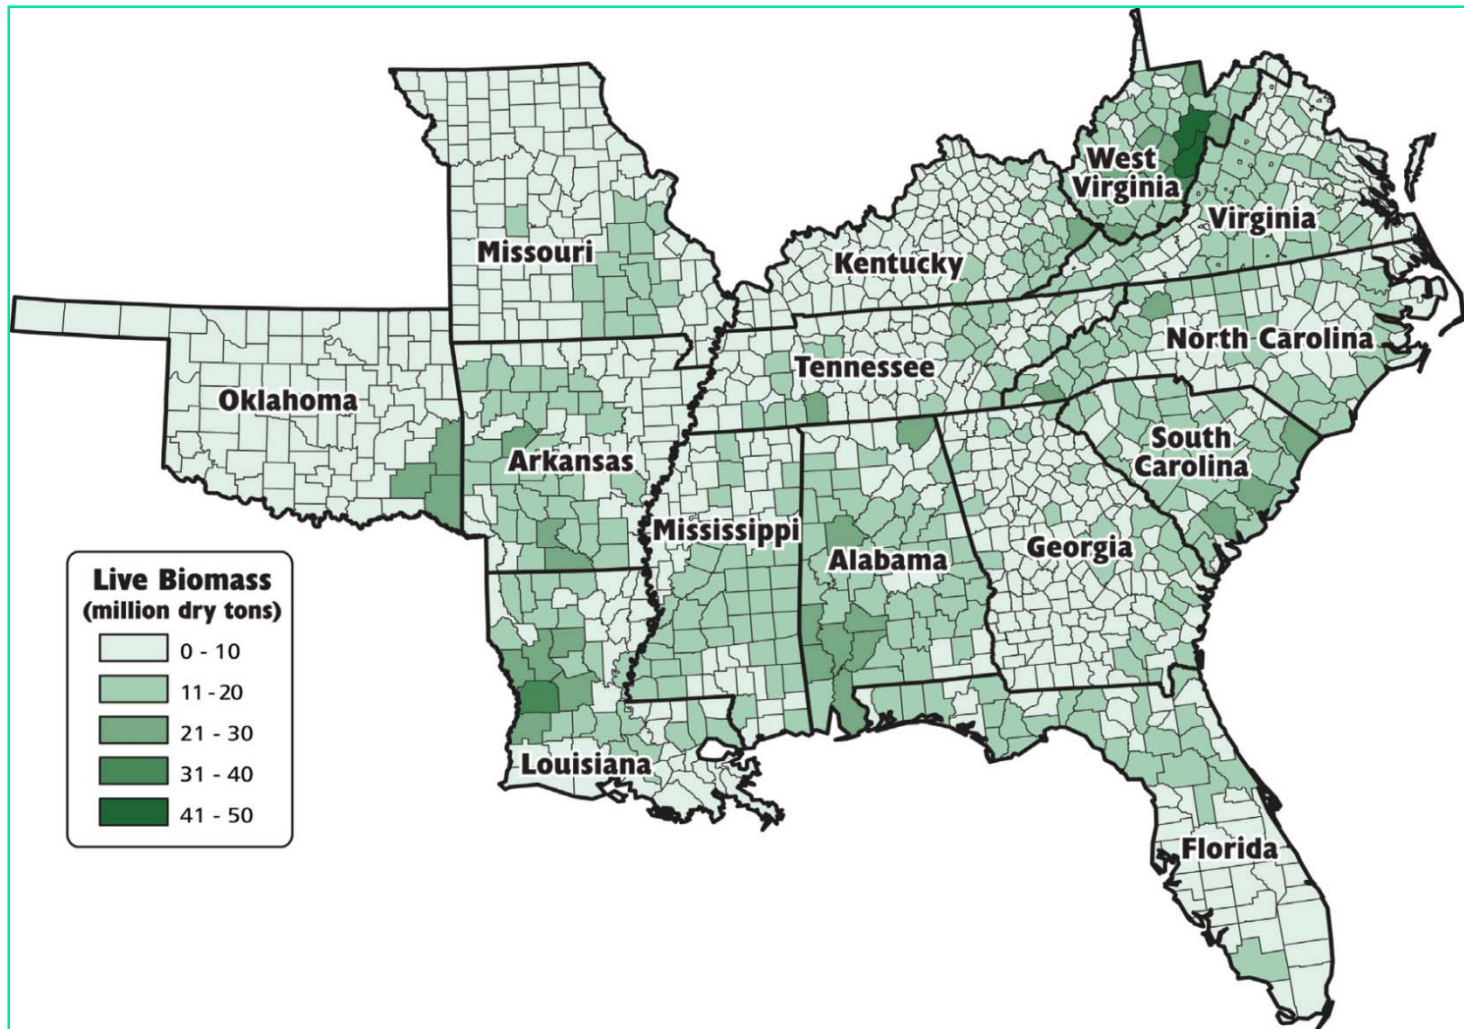 West
Virginia
Virginia
Missouri
Kentucky
North Carolina
Tennessee
Oklahoma
South
Carolina
Arkansas
Mississippi
Georgia
Alabama
Live Biomass
(million dry tons)
0 - 10
11 - 20
21 - 30
31 - 40
41 - 50
Louisiana
Florida